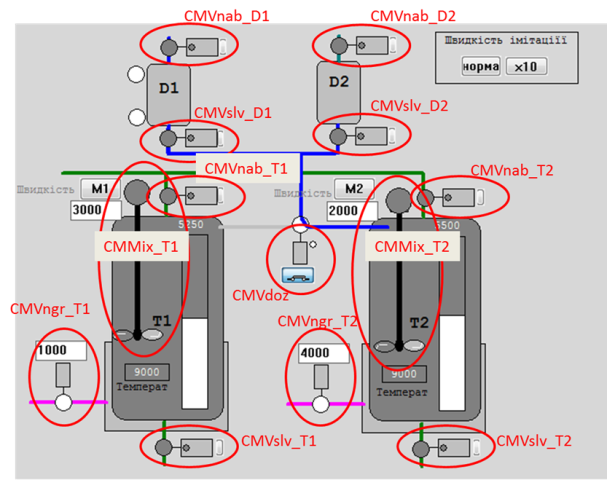 CMVnab_D1
CMVnab_D2
Швидкість імітаціїї
норма
x10
D1
D2
CMVslv_D1
CMVslv_D2
CMVnab_T1
CMVnab_T2
Швидкість
M1
Швидкість
M2
3000
2000
5250
5500
CMMix_T1
CMMix_T2
CMVdoz
CMVngr_T1
CMVngr_T2
T1
T2
1000
4000
9000
9000
Температ
Температ
CMVslv_T1
CMVslv_T2